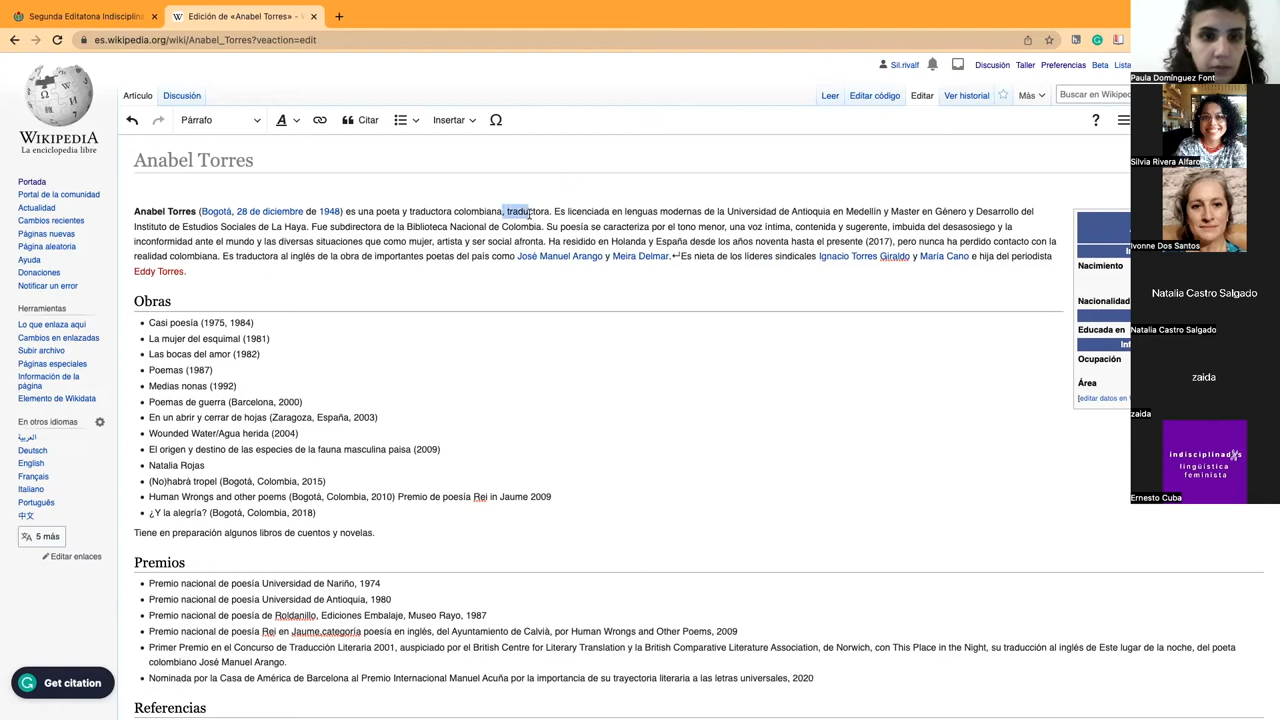 Segunda Editatona Indisciplina
Edición de «Anabel Torres» -
es.wikipedia.org/wiki/Anabel_Torres?veaction=edit
Sil.rivalf
Discusión
Taller
Preferencias
Beta
Lista
Artículo
Discusión
Leer
Editar código
Editar
Ver historial
Más
Buscar en Wikiped
Párrafo
A
Citar
Insertar
Ω
?
WIKIPEDIA
La enciclopedia libre
Portada
Portal de la comunidad
Actualidad
Cambios recientes
Páginas nuevas
Página aleatoria
Ayuda
Donaciones
Notificar un error
Herramientas
Lo que enlaza aquí
Cambios en enlazadas
Subir archivo
Páginas especiales
Información de la
página
Elemento de Wikidata
En otros idiomas
العربية
Deutsch
English
Français
Italiano
Português
中文
5 más
Editar enlaces
Get citation
Anabel Torres
Anabel Torres (Bogotá, 28 de diciembre de 1948) es una poeta y traductora colombiana, traductora. Es licenciada en lenguas modernas de la Universidad de Antioquia en Medellín y Master en Género y Desarrollo del
Instituto de Estudios Sociales de La Haya. Fue subdirectora de la Biblioteca Nacional de Colombia. Su poesía se caracteriza por el tono menor, una voz íntima, contenida y sugerente, imbuida del desasosiego y la
inconformidad ante el mundo y las diversas situaciones que como mujer, artista y ser social afronta. Ha residido en Holanda y España desde los años noventa hasta el presente (2017), pero nunca ha perdido contacto con la
realidad colombiana. Es traductora al inglés de la obra de importantes poetas del país como José Manuel Arango y Meira Delmar.↵Es nieta de los líderes sindicales Ignacio Torres Giraldo y María Cano e hija del periodista
Eddy Torres.
Obras
Casi poesía (1975, 1984)
La mujer del esquimal (1981)
Las bocas del amor (1982)
Poemas (1987)
Medias nonas (1992)
Poemas de guerra (Barcelona, 2000)
En un abrir y cerrar de hojas (Zaragoza, España, 2003)
Wounded Water/Agua herida (2004)
El origen y destino de las especies de la fauna masculina paisa (2009)
Natalia Rojas
(No)habrá tropel (Bogotá, Colombia, 2015)
Human Wrongs and other poems (Bogotá, Colombia, 2010) Premio de poesía Rei in Jaume 2009
¿Y la alegría? (Bogotá, Colombia, 2018)
Tiene en preparación algunos libros de cuentos y novelas.
Premios
Premio nacional de poesía Universidad de Nariño, 1974
Premio nacional de poesía Universidad de Antioquia, 1980
Premio nacional de poesía de Roldanillo, Ediciones Embalaje, Museo Rayo, 1987
Premio nacional de poesía Rei en Jaume,categoría poesía en inglés, del Ayuntamiento de Calvià, por Human Wrongs and Other Poems, 2009
Primer Premio en el Concurso de Traducción Literaria 2001, auspiciado por el British Centre for Literary Translation y la British Comparative Literature Association, de Norwich, con This Place in the Night, su traducción al inglés de Este lugar de la noche, del poeta
colombiano José Manuel Arango.
Nominada por la Casa de América de Barcelona al Premio Internacional Manuel Acuña por la importancia de su trayectoria literaria a las letras universales, 2020
Referencias
Nacimiento
Nacionalidad
Educada en
Inf
Ocupación
Área
[editar datos en
Paula Domínguez Font
Silvia Rivera Alfaro
Ivonne Dos Santos
Natalia Castro Salgado
Natalia Castro Salgado
zaida
zaida
indisciplinadxs
lingüística
feminista
Ernesto Cuba